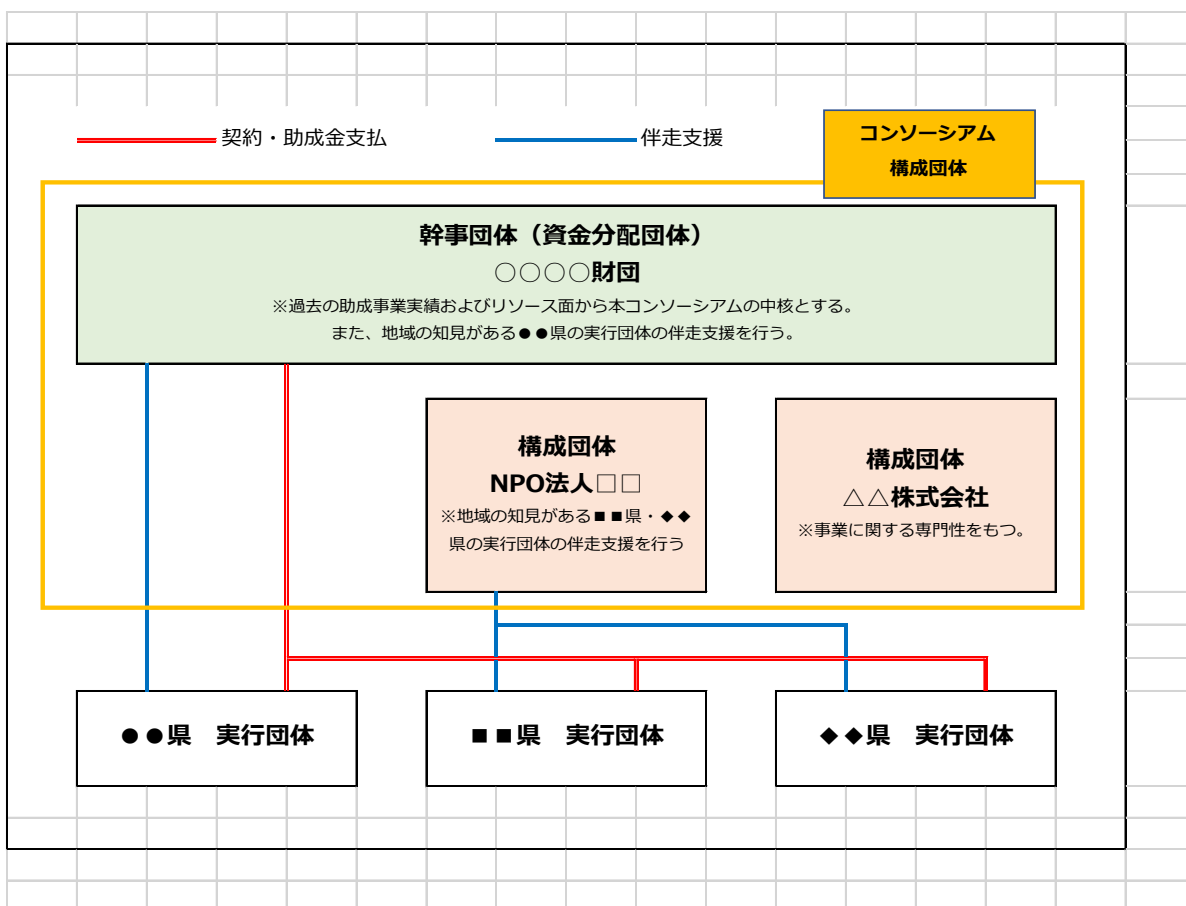 契約・助成金支払
伴走支援
コンソーシアム
構成団体
幹事団体（資金分配団体）
○○○○財団
※過去の助成事業実績およびリソース面から本コンソーシアムの中核とする。
また、地域の知見がある●●県の実行団体の伴走支援を行う。
構成団体
NPO法人□□
※地域の知見がある■■県・◆◆
県の実行団体の伴走支援を行う
構成団体
△△株式会社
※事業に関する専門性をもつ。
●●県　実行団体
■■県　実行団体
◆◆県　実行団体